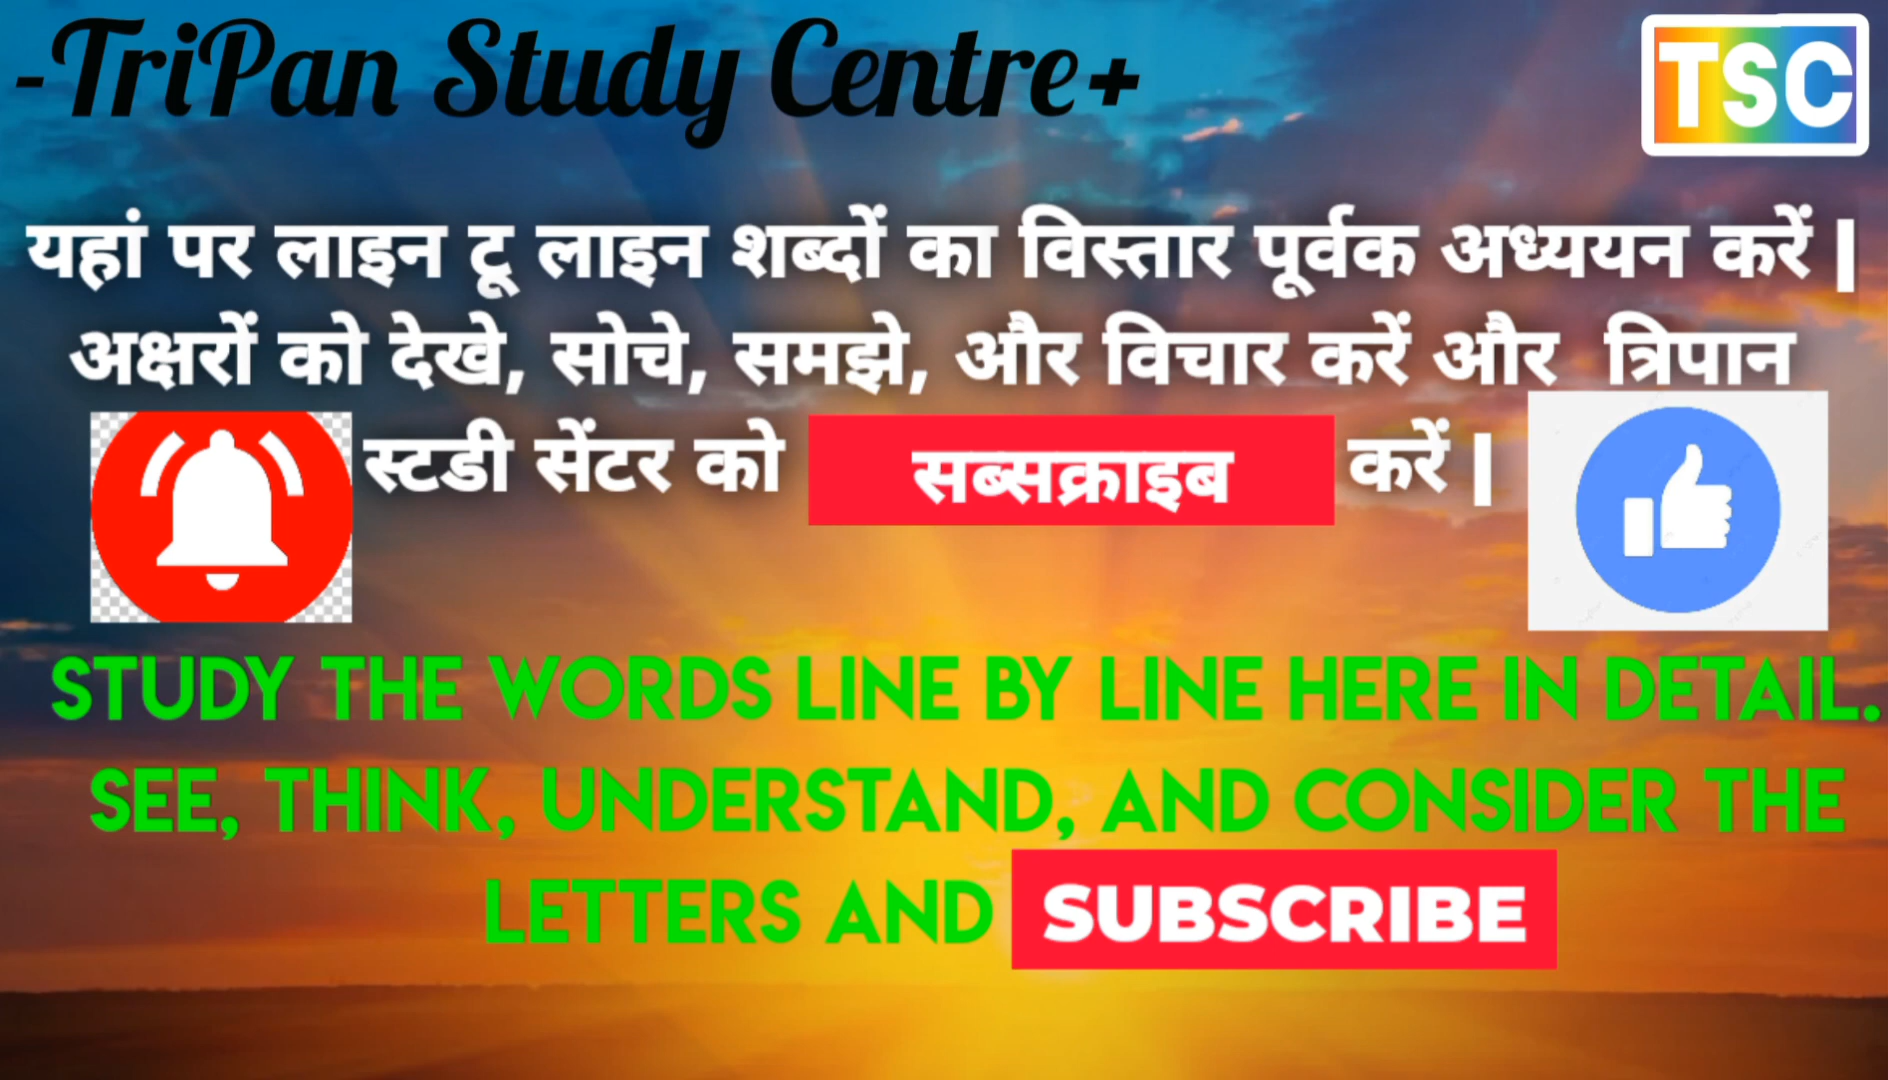 -TriPan Study Centre+
TSC
यहां पर लाइन टू लाइन शब्दों का विस्तार पूर्वक अध्ययन करें |
अक्षरों को देखे, सोचे, समझे, और विचार करें और त्रिपान
स्टडी सेंटर को सब्सक्राइब करें |
STUDY THE WORDS LINE BY LINE HERE IN DETAIL.
SEE, THINK, UNDERSTAND, AND CONSIDER THE
LETTERS AND SUBSCRIBE